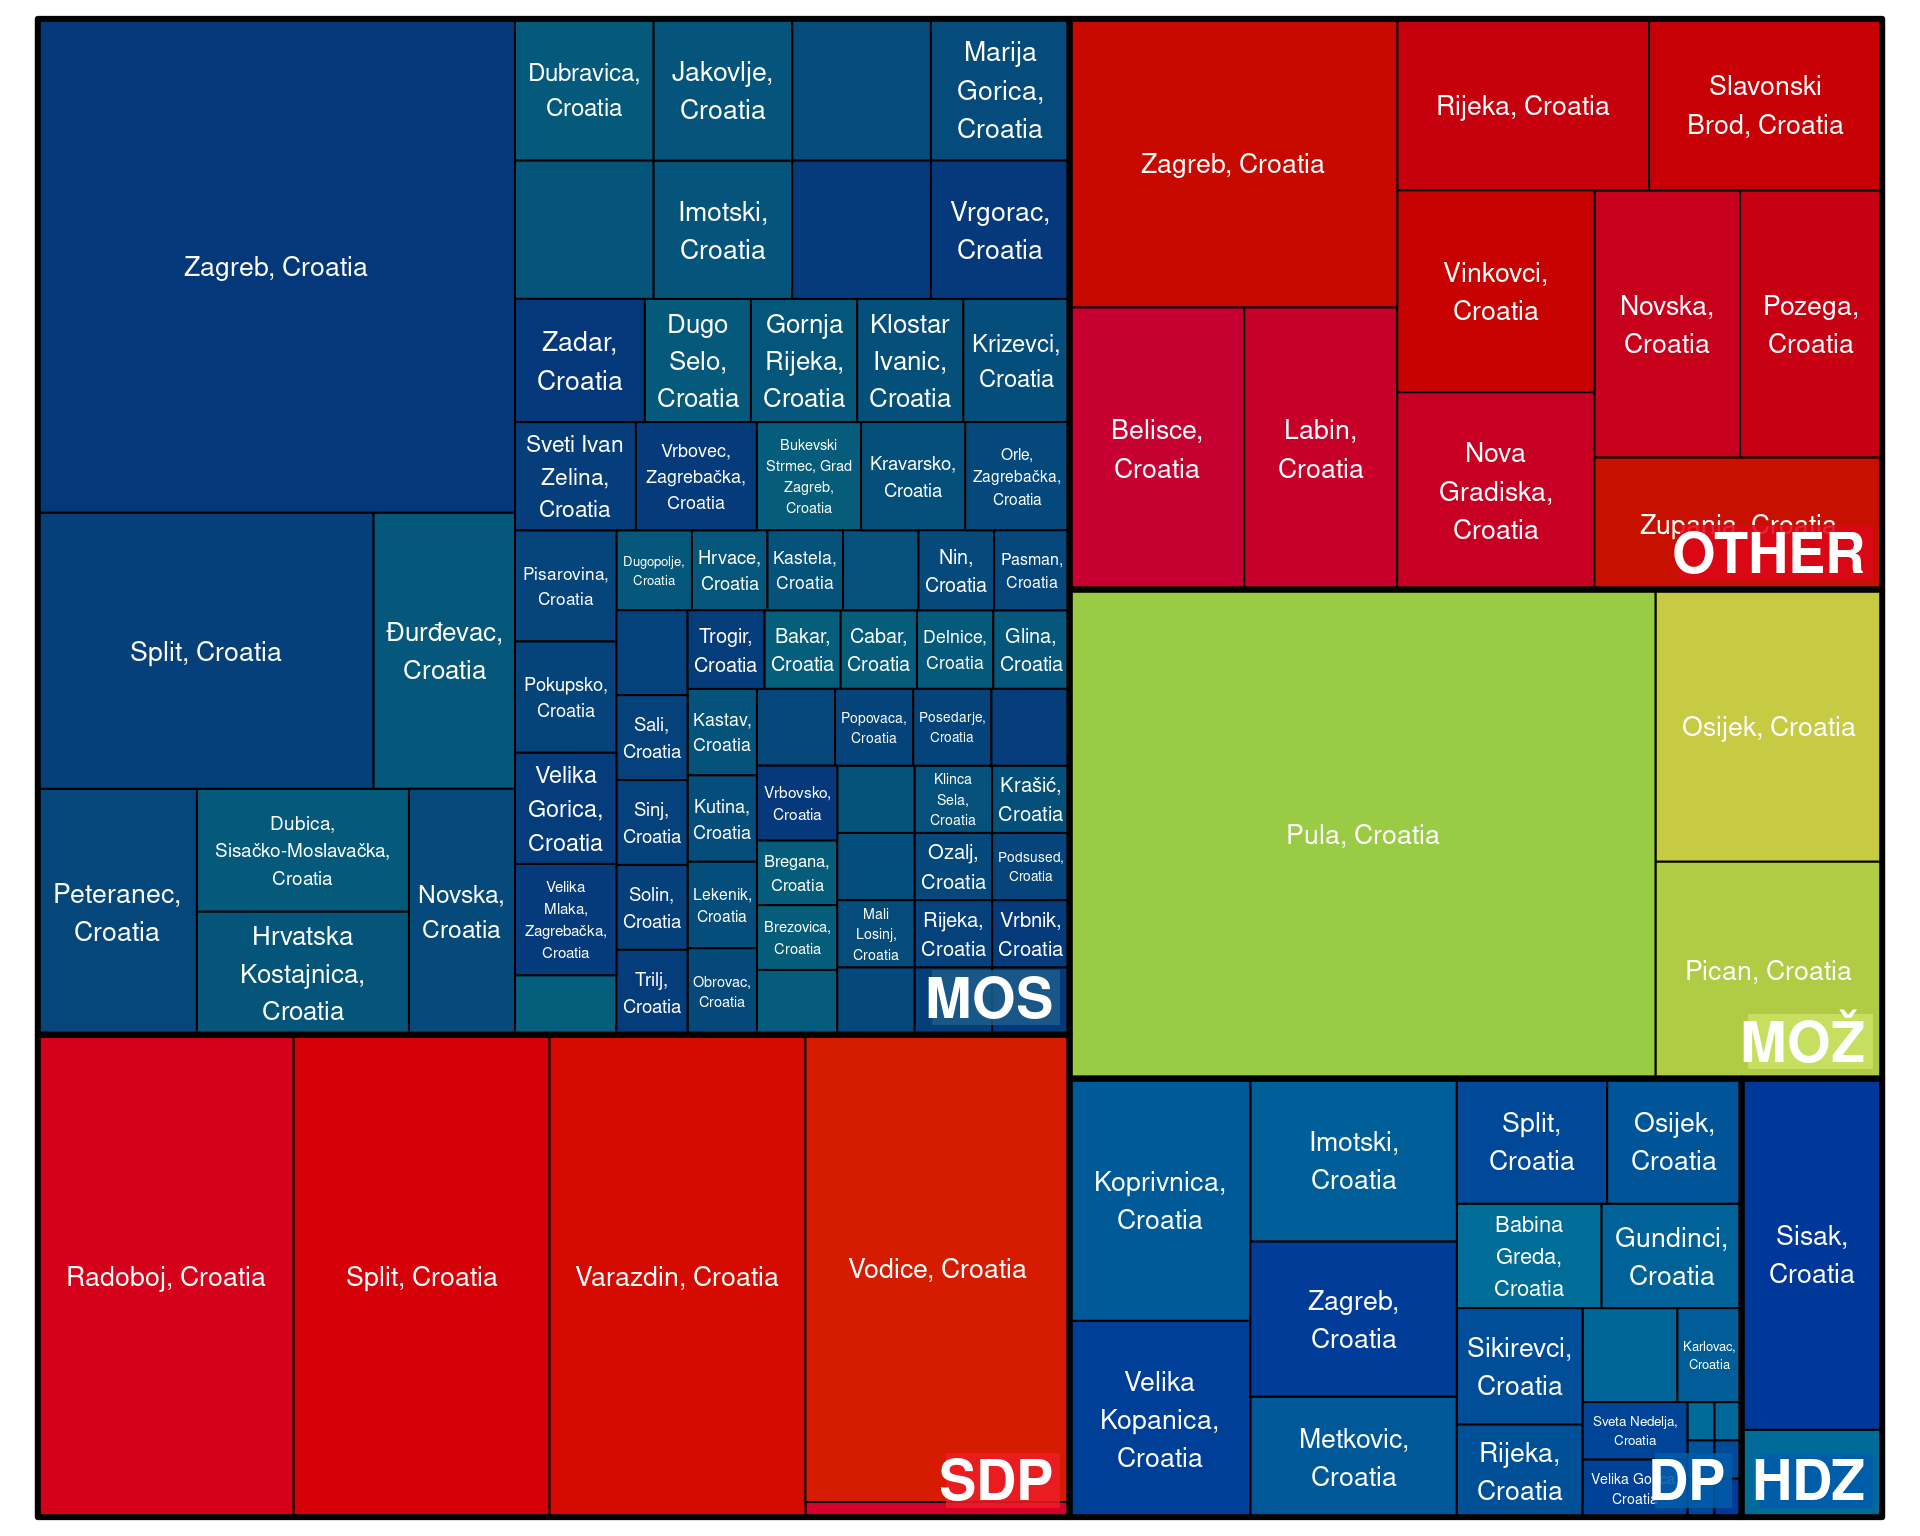 Zagreb, Croatia
Dubravica,
Croatia
Jakovlje,
Croatia
Marija
Gorica,
Croatia
Imotski,
Croatia
Vrgorac,
Croatia
Zadar,
Croatia
Dugo
Selo,
Croatia
Gornja
Rijeka,
Croatia
Klostar
Ivanic,
Croatia
Krizevci,
Croatia
Sveti Ivan
Zelina,
Croatia
Vrbovec,
Zagrebačka,
Croatia
Bukevski
Strmec, Grad
Zagreb,
Croatia
Kravarsko,
Croatia
Orle,
Zagrebačka,
Croatia
Split, Croatia
Đurđevac,
Croatia
Peteranec,
Croatia
Dubica,
Sisačko-Moslavačka,
Croatia
Hrvatska
Kostajnica,
Croatia
Novska,
Croatia
Pisarovina,
Croatia
Pokupsko,
Croatia
Velika
Gorica,
Croatia
Velika
Mlaka,
Zagrebačka,
Croatia
Dugopolje,
Croatia
Hrvace,
Croatia
Kastela,
Croatia
Nin,
Croatia
Pasman,
Croatia
Trogir,
Croatia
Bakar,
Croatia
Cabar,
Croatia
Delnice,
Croatia
Glina,
Croatia
Sali,
Croatia
Sinj,
Croatia
Solin,
Croatia
Trilj,
Croatia
Kastav,
Croatia
Kutina,
Croatia
Lekenik,
Croatia
Obrovac,
Croatia
Popovaca,
Croatia
Posedarje,
Croatia
Vrbovsko,
Croatia
Bregana,
Croatia
Brezovica,
Croatia
Klinca
Sela,
Croatia
Krašić,
Croatia
Ozalj,
Croatia
Podsused,
Croatia
Mali
Losinj,
Croatia
Rijeka,
Croatia
Vrbnik,
Croatia
MOS
Zagreb, Croatia
Rijeka, Croatia
Slavonski
Brod, Croatia
Vinkovci,
Croatia
Novska,
Croatia
Pozega,
Croatia
Belisce,
Croatia
Labin,
Croatia
Nova
Gradiska,
Croatia
Zupanja, Croatia
OTHER
Pula, Croatia
Osijek, Croatia
Pican, Croatia
MOŽ
Radoboj, Croatia
Split, Croatia
Varazdin, Croatia
Vodice, Croatia
SDP
Koprivnica,
Croatia
Imotski,
Croatia
Split,
Croatia
Osijek,
Croatia
Babina
Greda,
Croatia
Gundinci,
Croatia
Zagreb,
Croatia
Velika
Kopanica,
Croatia
Metkovic,
Croatia
Sikirevci,
Croatia
Karlovac,
Croatia
Rijeka,
Croatia
Sveta Nedelja,
Croatia
Velika Gorica,
Croatia
DP
Sisak,
Croatia
HDZ